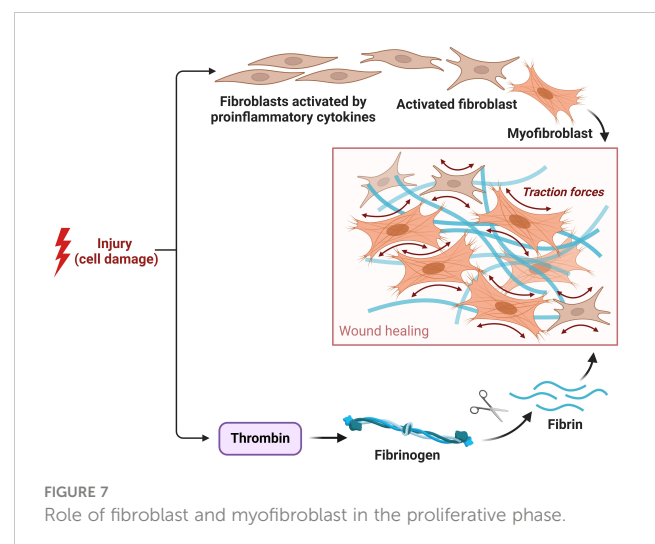 Fibroblasts activated by
proinflammatory cytokines
Activated fibroblast
Myofibroblast
Traction forces
Injury
(cell damage)
Wound healing
Thrombin
Fibrinogen
Fibrin
FIGURE 7
Role of fibroblast and myofibroblast in the proliferative phase.